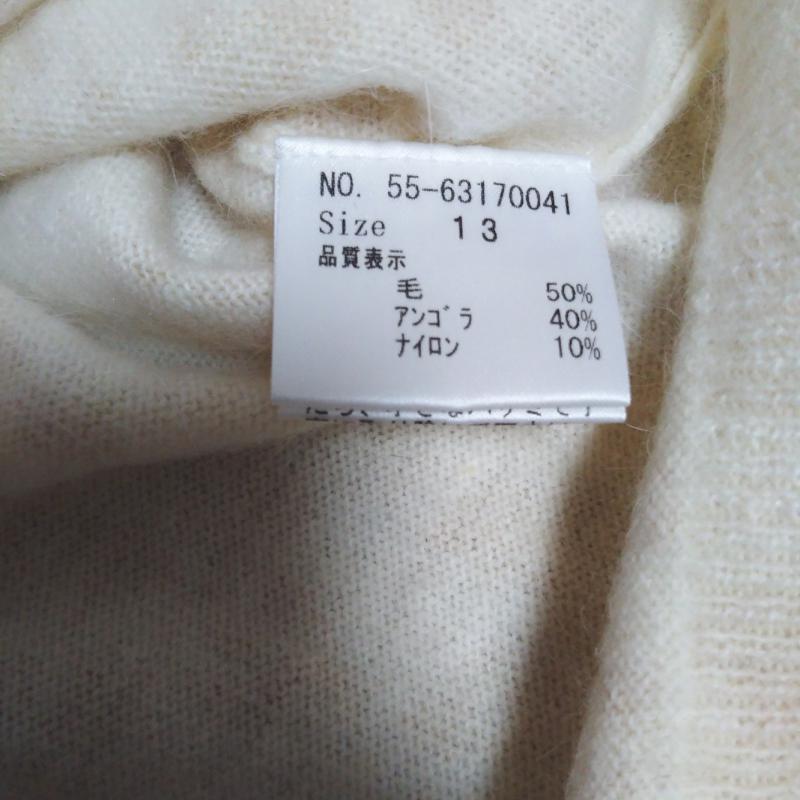 NO. 55-63170041
Size 13
品質表示
毛 50%
アンゴラ 40%
ナイロン 10%